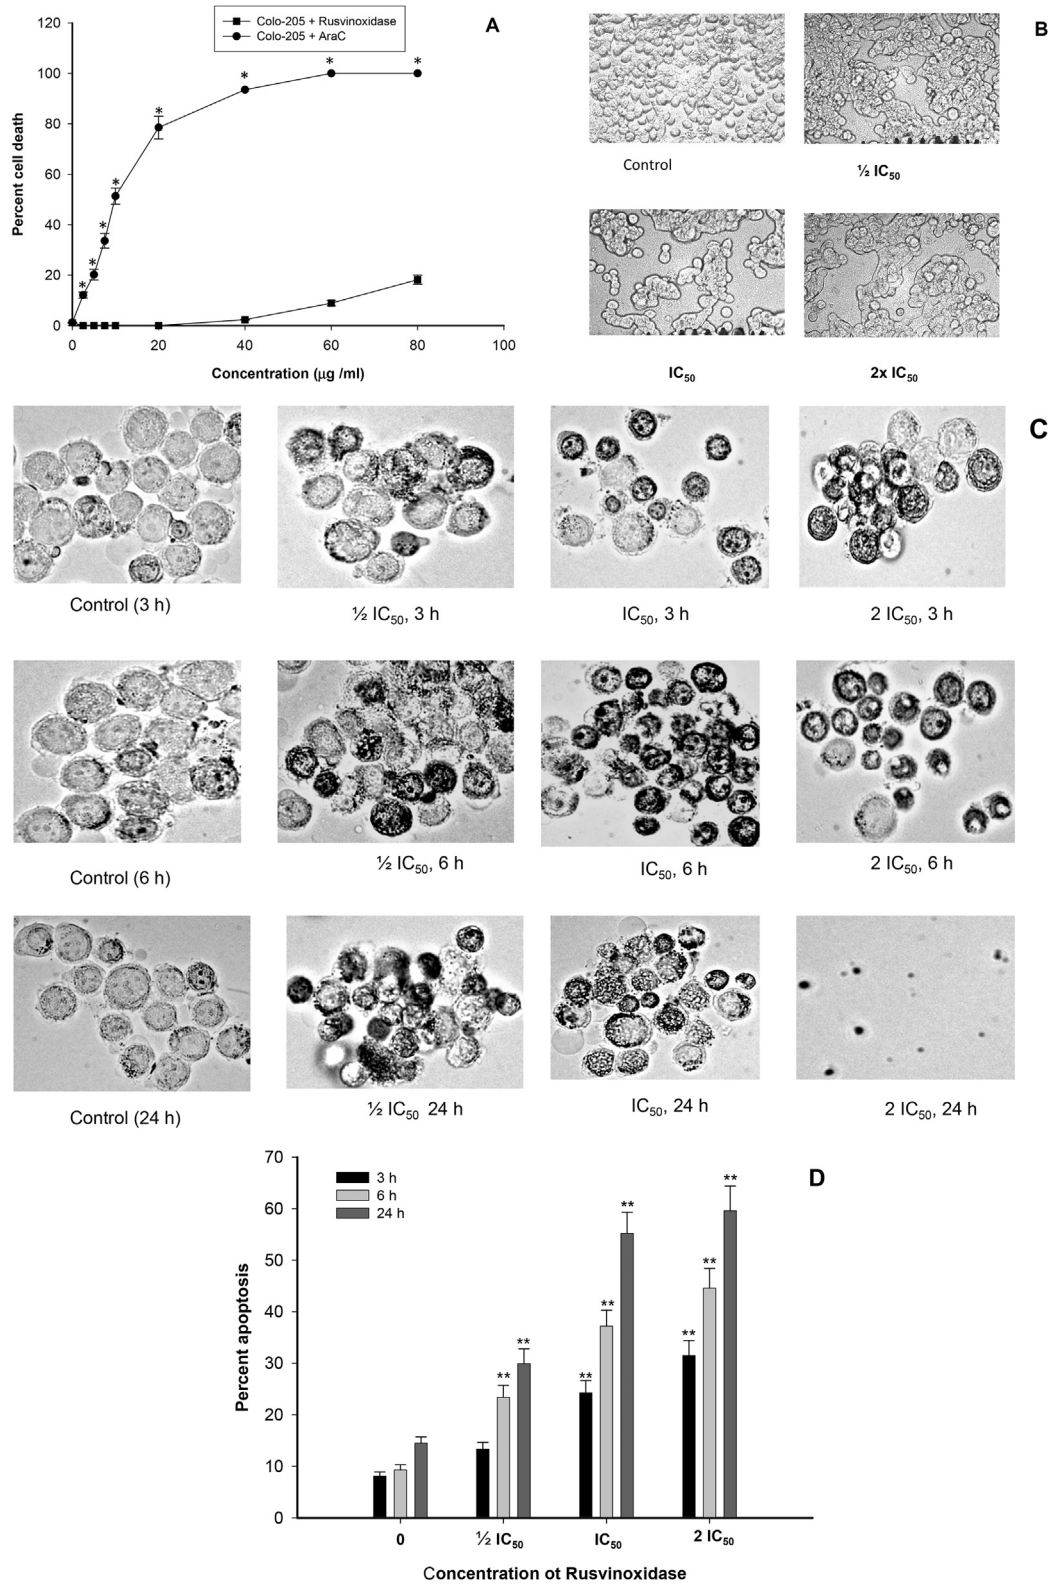 A
Colo-205 + Rusvinoxidase
Colo-205 + AraC
120
100
80
60
40
20
0
Percent cell death
* * * * * * * *
0 20 40 60 80 100
Concentration (µg /ml)
B
Control
½ IC50
IC50
2x IC50
C
Control (3 h)
½ IC50, 3 h
IC50, 3 h
2 IC50, 3 h
Control (6 h)
½ IC50, 6 h
IC50, 6 h
2 IC50, 6 h
Control (24 h)
½ IC50 24 h
IC50, 24 h
2 IC50, 24 h
D
3 h
6 h
24 h
70
60
50
40
30
20
10
0
Percent apoptosis
** ** ** ** ** ** ** **
0 ½ IC50 IC50 2 IC50
Concentration ot Rusvinoxidase